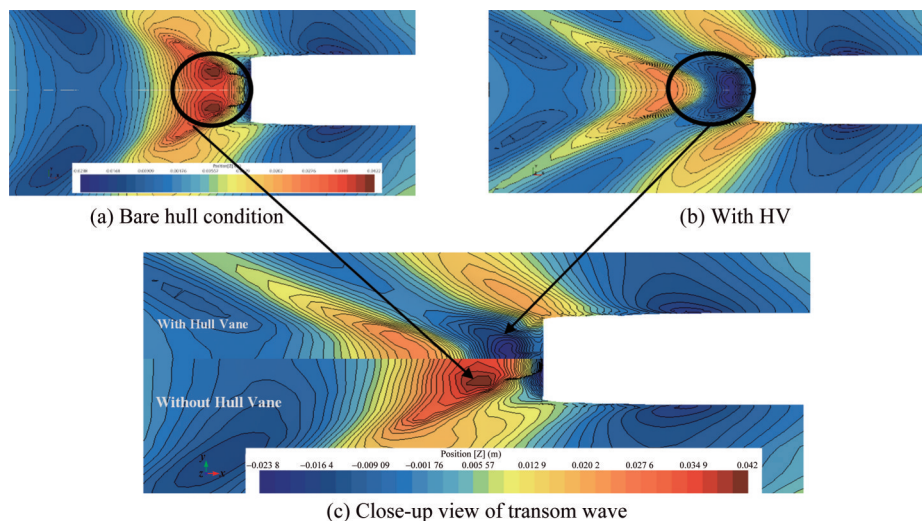 Position[Z] (m)
(a) Bare hull condition
(b) With HV
With Hull Vane
Without Hull Vane
y
z x
Position [Z] (m)
−0.023 8 −0.016 4 −0.009 09 −0.001 76 0.005 57 0.012 9 0.020 2 0.027 6 0.034 9 0.042
(c) Close-up view of transom wave